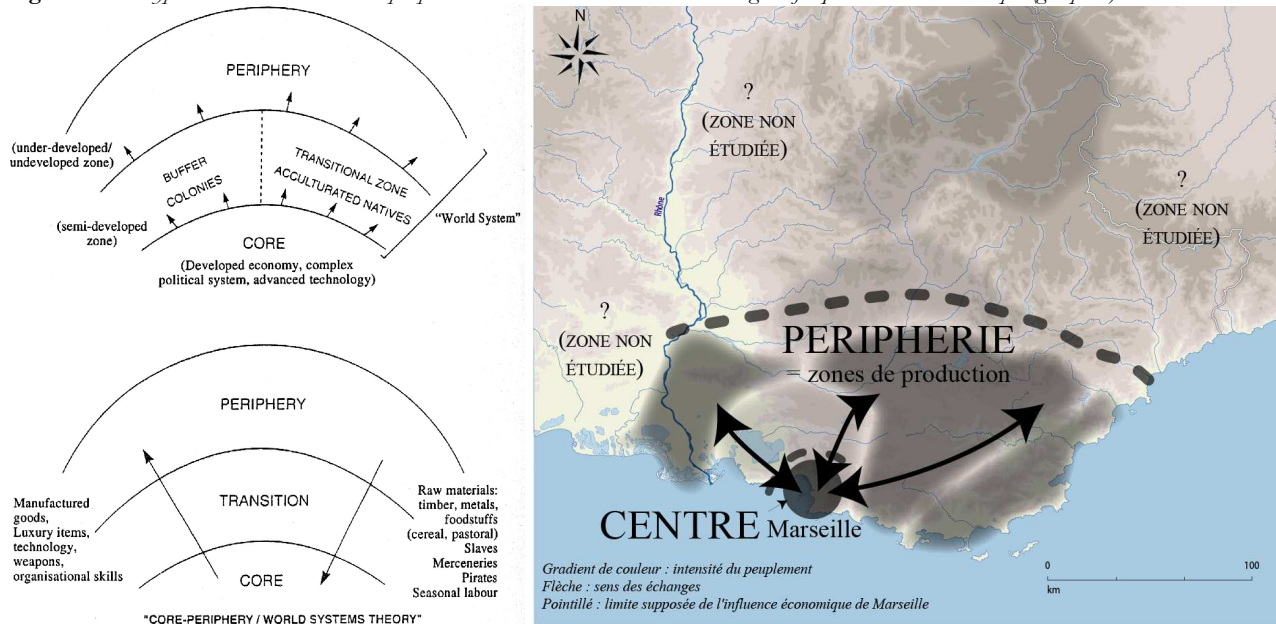 PERIPHERY
(under-developed/
undeveloped zone)
BUFFER
COLONIES
TRANSITIONAL ZONE
ACCULTURATED NATIVES
(semi-developed
zone)
"World System"
CORE
(Developed economy, complex
political system, advanced technology)
PERIPHERY
TRANSITION
CORE
Manufactured
goods,
Luxury items,
technology,
weapons,
organisational skills
Raw materials:
timber, metals,
foodstuffs
(cereal, pastoral)
Slaves
Merceneries
Pirates
Seasonal labour
"CORE-PERIPHERY / WORLD SYSTEMS THEORY"
N
?
(ZONE NON
ÉTUDIÉE)
Rhône
?
(ZONE NON
ÉTUDIÉE)
?
(ZONE NON
ÉTUDIÉE)
PERIPHERIE
= zones de production
CENTRE Marseille
Gradient de couleur : intensité du peuplement
Flèche : sens des échanges
Pointillé : limite supposée de l'influence économique de Marseille
0 100
km